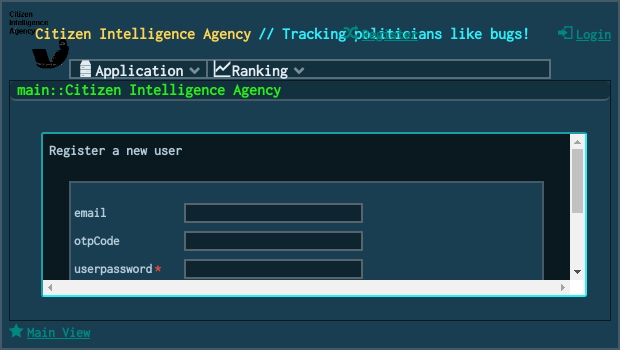 Citizen
Intelligence
Agency
Citizen Intelligence Agency // Tracking politicians like bugs!
Register
Login
Application
Ranking
main::Citizen Intelligence Agency
Register a new user
email
otpCode
userpassword*
Main View